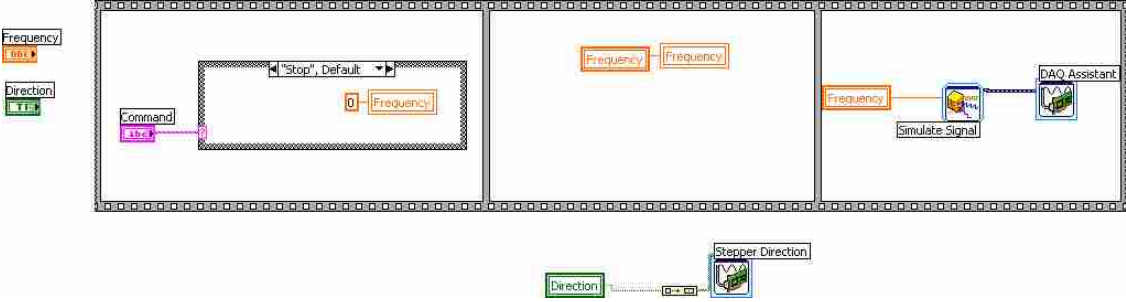 Frequency
DBL
Direction
TF
Command
abc
?
"Stop", Default
0
Frequency
Frequency
Frequency
Frequency
Simulate Signal
DAQ Assistant
Direction
Stepper Direction